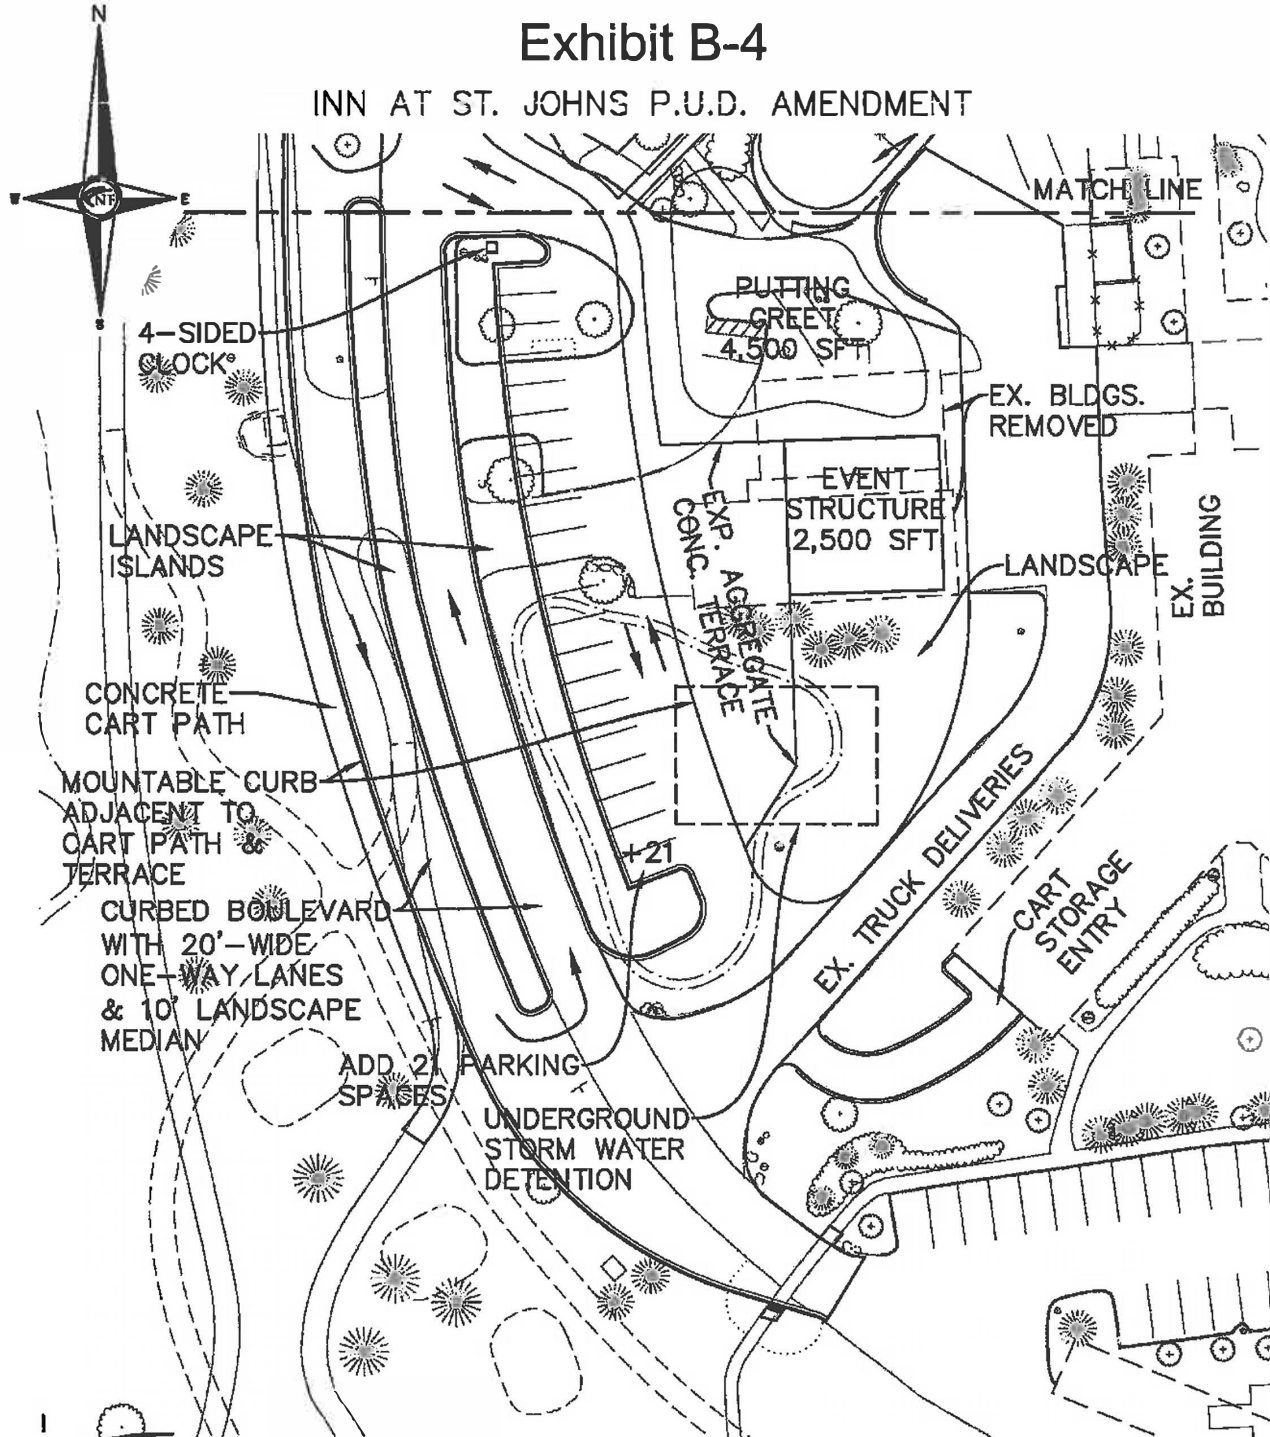 N
Exhibit B-4
INN AT ST. JOHNS P.U.D. AMENDMENT
W
E
S
MATCH LINE
4-SIDED
CLOCK
PUTTING
GREET
4,500 SFT
EX. BLDGS.
REMOVED
EVENT
STRUCTURE
2,500 SFT
EXP. AGGREGATE
CONC. TERRACE
LANDSCAPE
ISLANDS
LANDSCAPE
EX.
BUILDING
CONCRETE
CART PATH
MOUNTABLE CURB
ADJACENT TO
CART PATH &
TERRACE
+21
CURBED BOULEVARD
WITH 20'-WIDE
ONE-WAY LANES
& 10' LANDSCAPE
MEDIAN
EX. TRUCK DELIVERIES
CART
STORAGE
ENTRY
ADD 21 PARKING
SPACES
UNDERGROUND
STORM WATER
DETENTION